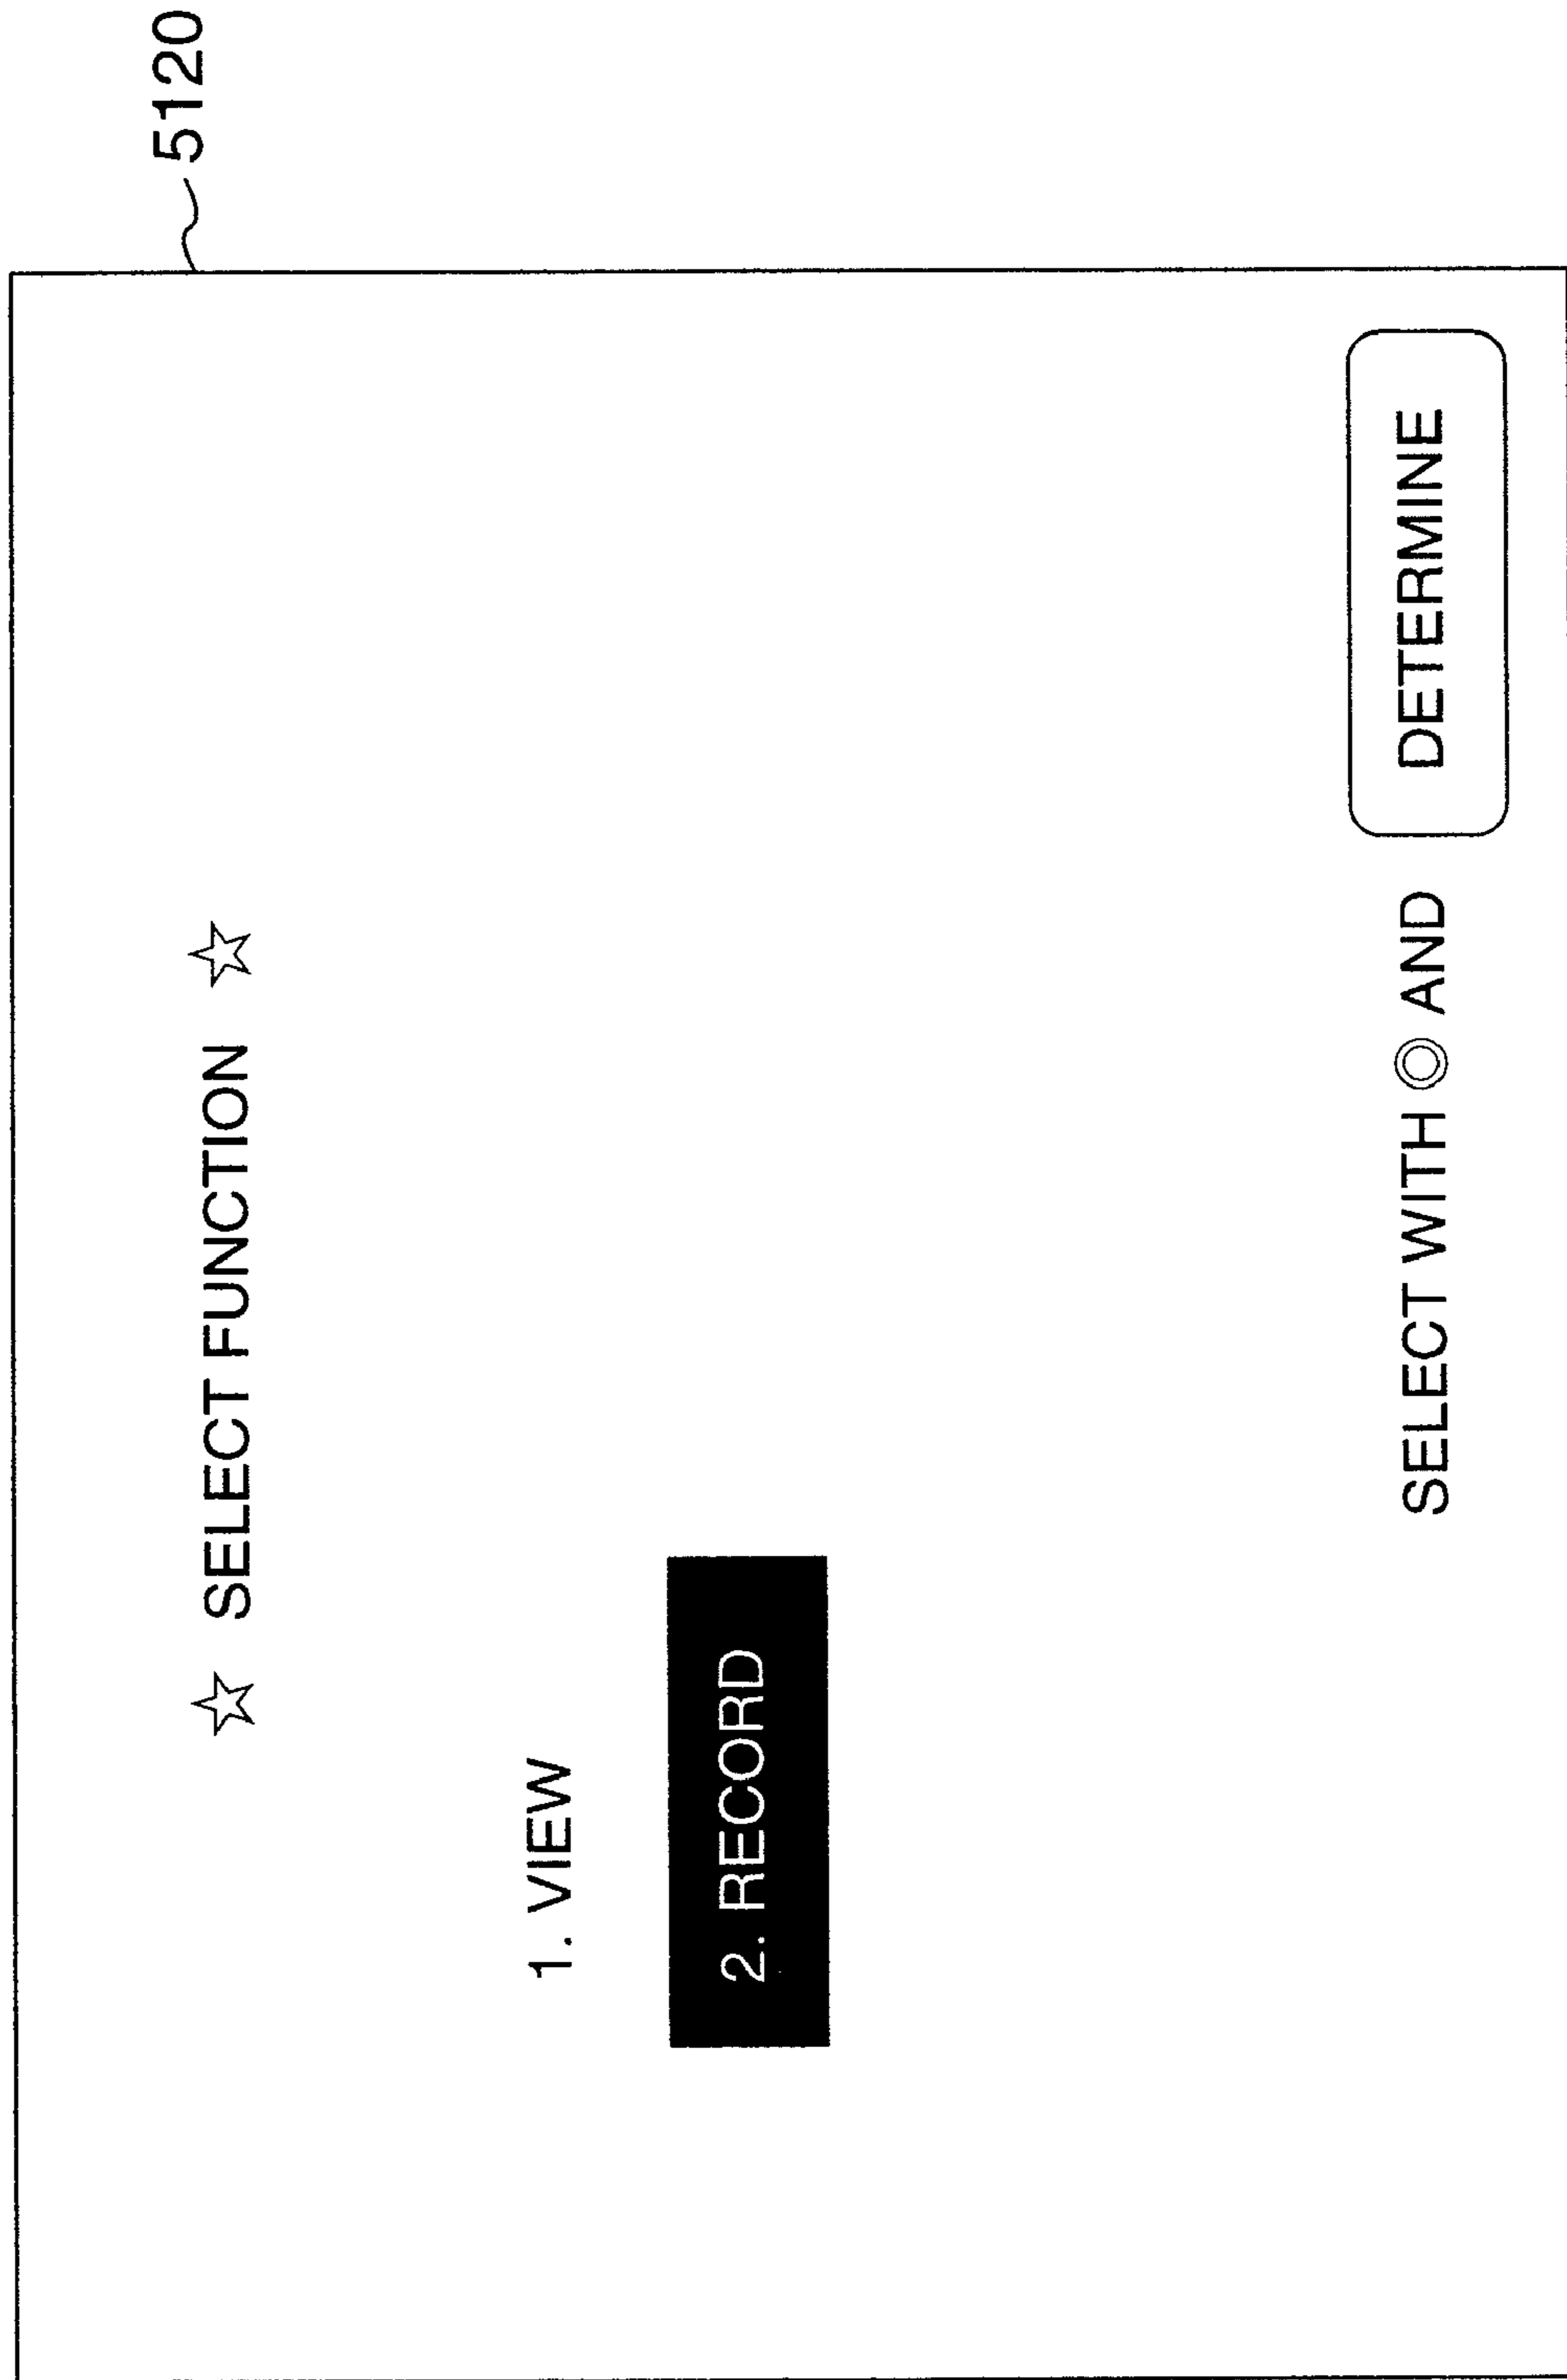 5120
☆ SELECT FUNCTION ☆
1. VIEW
2. RECORD
SELECT WITH ◎ AND DETERMINE